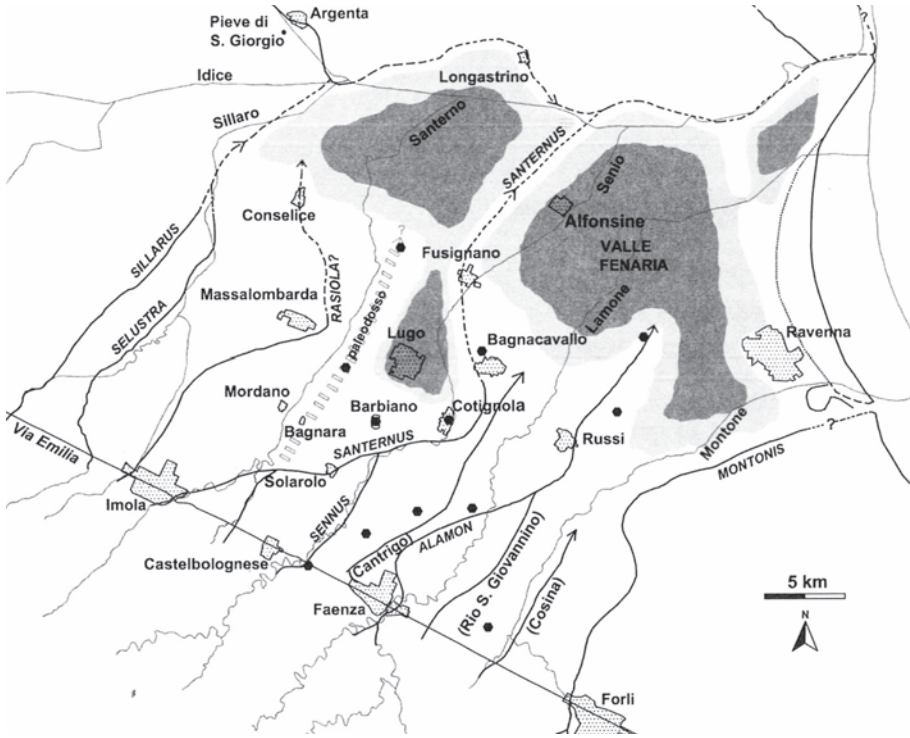 Argenta
Pieve di
S. Giorgio
Idice
Longastrino
Sillaro
Santerno
SANTERNUS
Senio
Conselice
Alfonsine
VALLE
FENARIA
SILLARUS
Fusignano
RASIOLA?
?
paleodosso
Massalombarda
SELUSTRA
Lugo
Lamone
Bagnacavallo
Ravenna
Mordano
Barbiano
Cotignola
Bagnara
SANTERNUS
Russi
Montone
MONTONIS
?
?
Via Emilia
Solarolo
Imola
SENNUS
ALAMON
(Cantrigo)
(Rio S. Giovannino)
(Cosina)
Castelbolognese
Faenza
5 km
N
Forlì